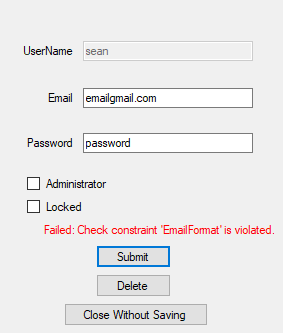 UserName sean
Email emailgmail.com
Password password
Administrator
Locked
Failed: Check constraint 'EmailFormat' is violated.
Submit
Delete
Close Without Saving